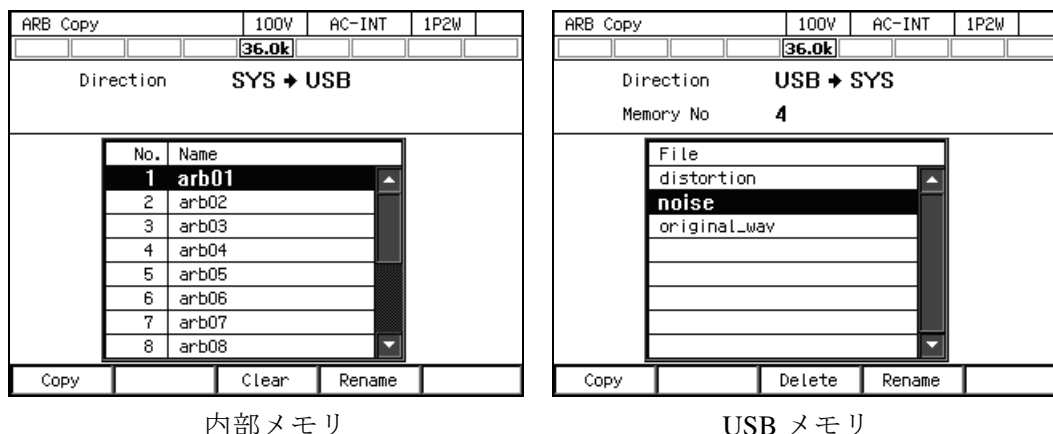 ARB Copy 100V AC-INT 1P2W
36.0k
Direction SYS → USB
No. Name
1 arb01
2 arb02
3 arb03
4 arb04
5 arb05
6 arb06
7 arb07
8 arb08
Copy Clear Rename
内部メモリ
ARB Copy 100V AC-INT 1P2W
36.0k
Direction USB → SYS
Memory No 4
File
distortion
noise
original_wav
Copy Delete Rename
USB メモリ